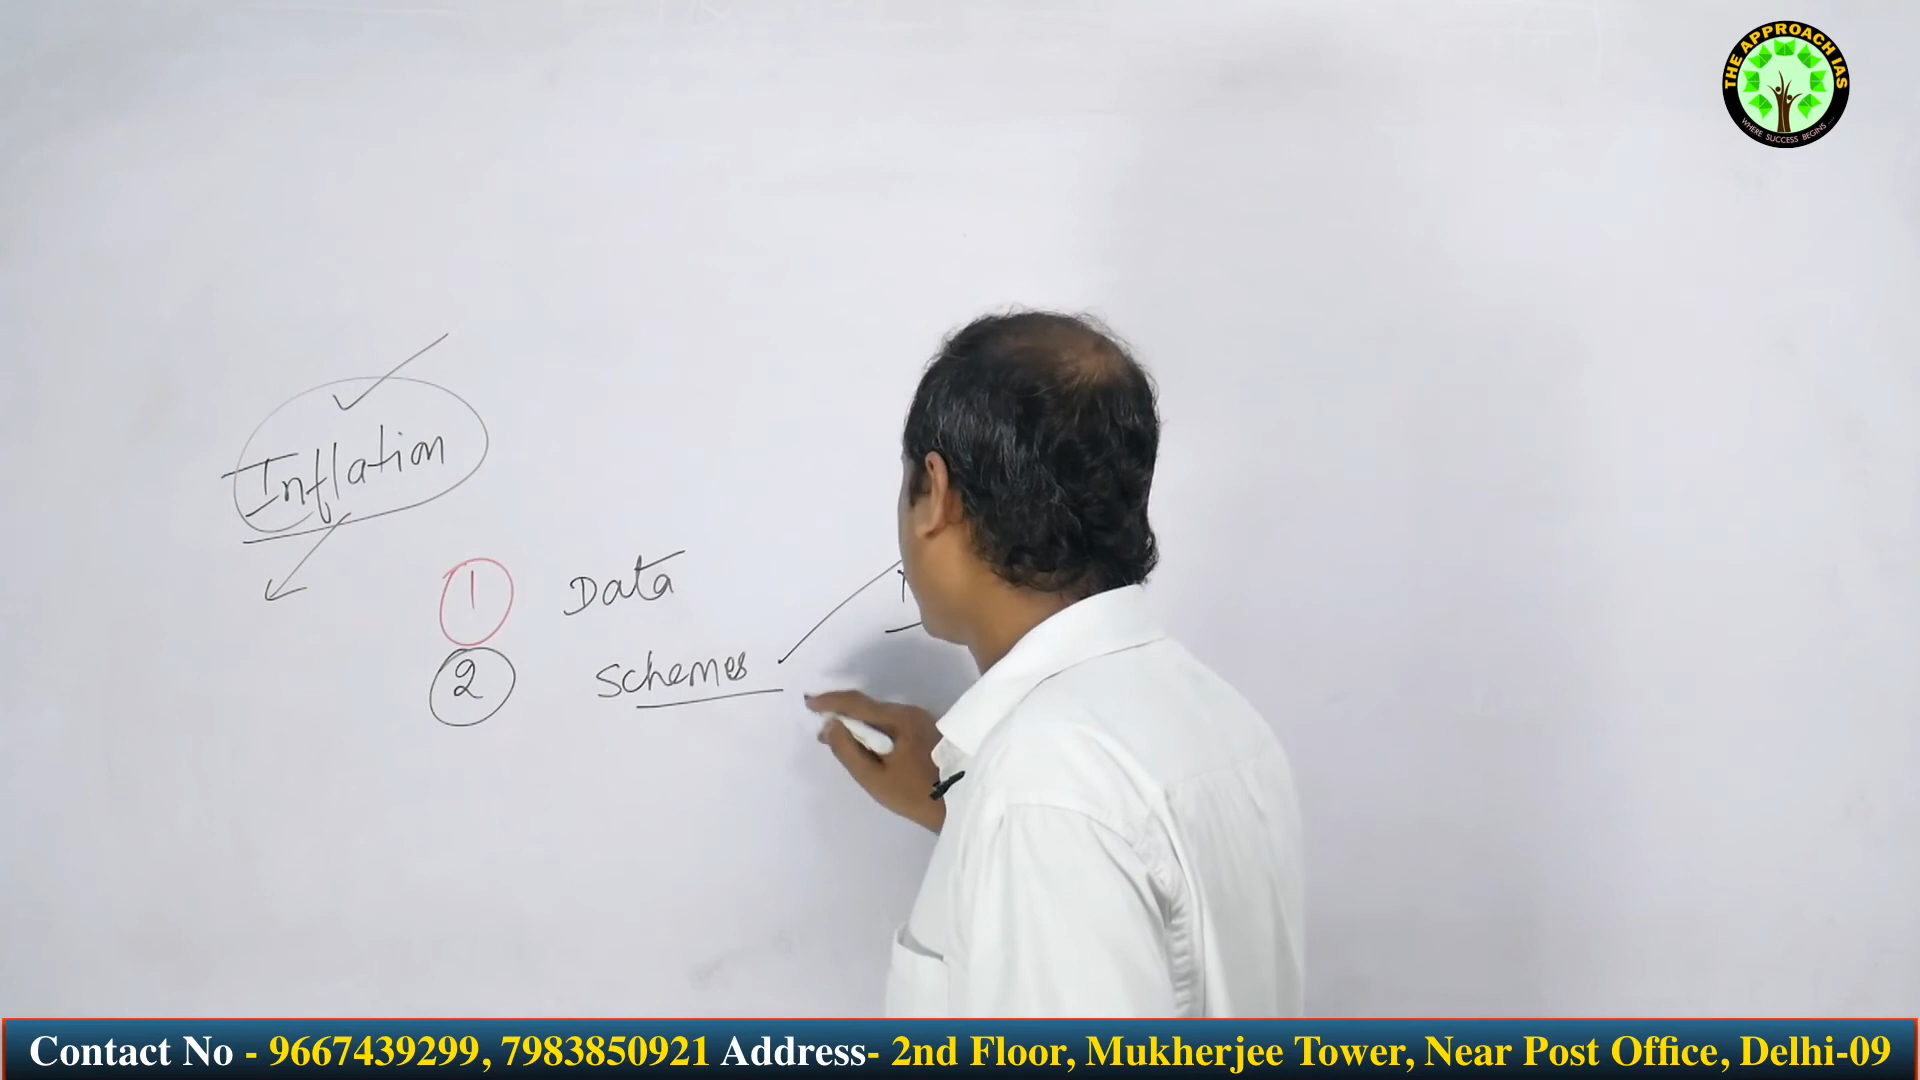 THE APPROACH IAS
WHERE SUCCESS BEGINS ....
Inflation
1 Data
2 Schemes
Contact No - 9667439299, 7983850921 Address- 2nd Floor, Mukherjee Tower, Near Post Office, Delhi-09